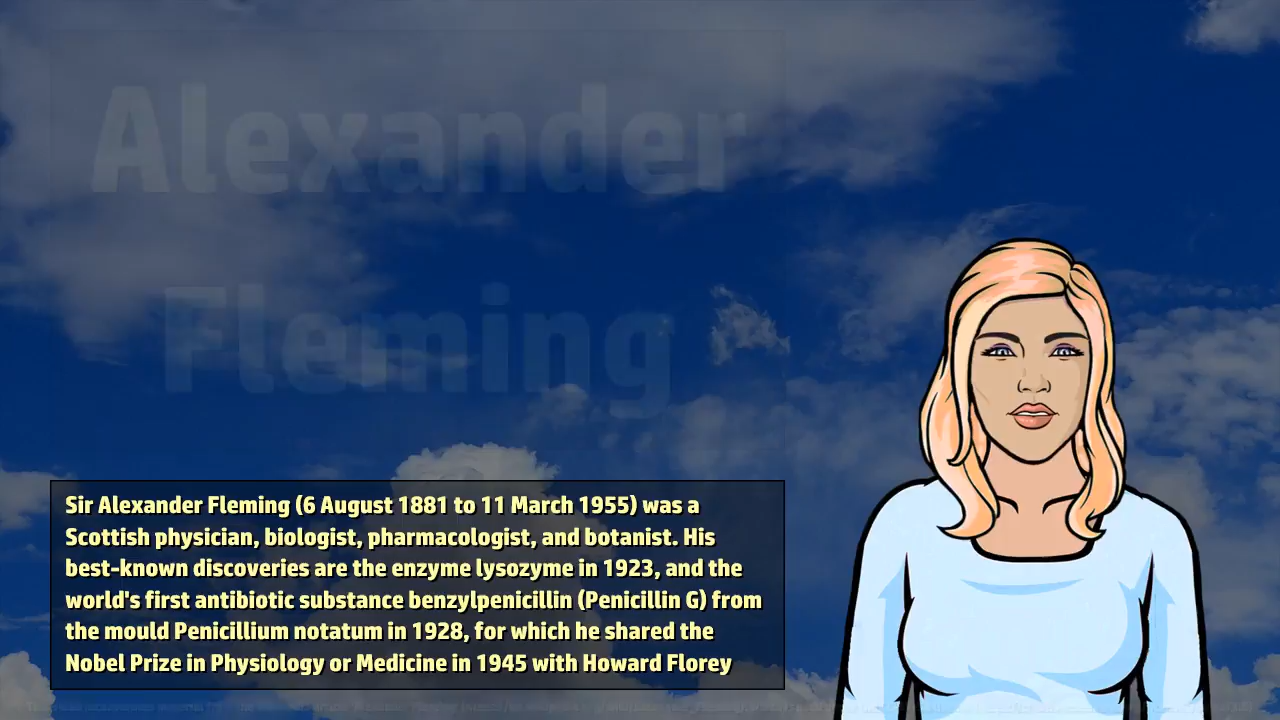 Alexander
Fleming
Sir Alexander Fleming (6 August 1881 to 11 March 1955) was a
Scottish physician, biologist, pharmacologist, and botanist. His
best-known discoveries are the enzyme lysozyme in 1923, and the
world's first antibiotic substance benzylpenicillin (Penicillin G) from
the mould Penicillium notatum in 1928, for which he shared the
Nobel Prize in Physiology or Medicine in 1945 with Howard Florey